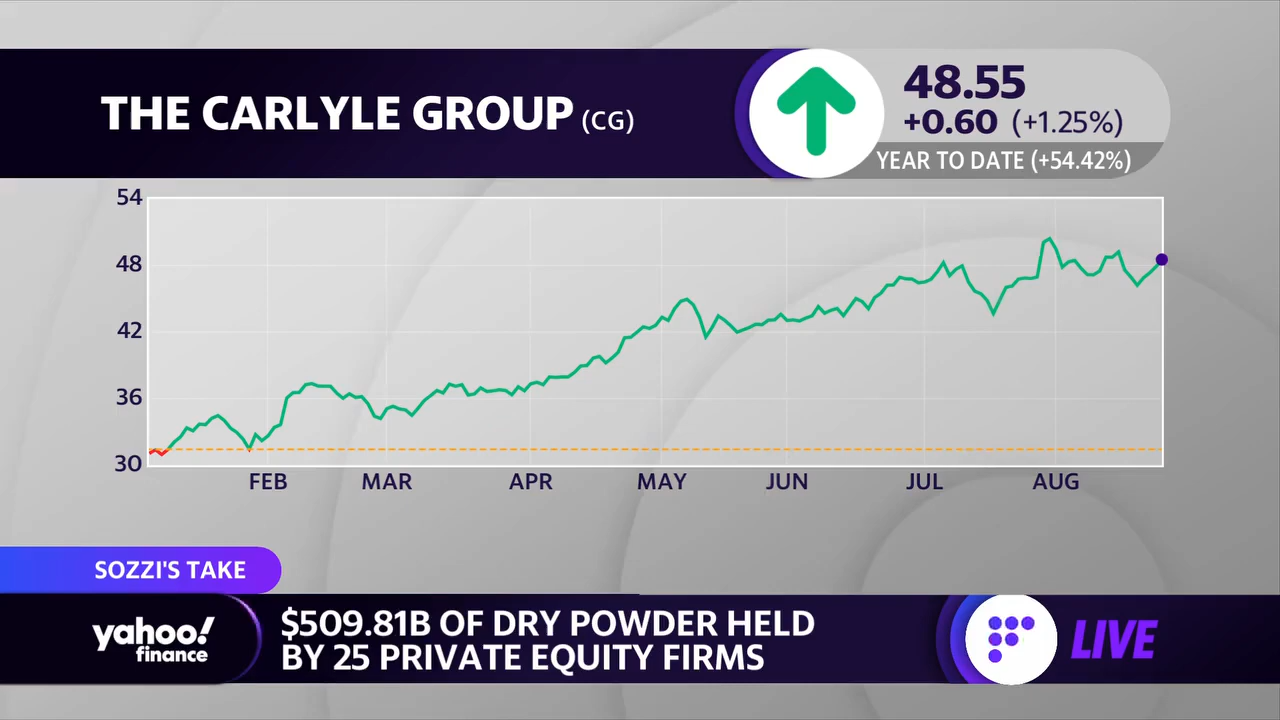 THE CARLYLE GROUP (CG)
48.55
+0.60 (+1.25%)
YEAR TO DATE (+54.42%)
54
48
42
36
30
FEB MAR APR MAY JUN JUL AUG
SOZZI'S TAKE
yahoo!
finance
$509.81B OF DRY POWDER HELD
BY 25 PRIVATE EQUITY FIRMS
LIVE